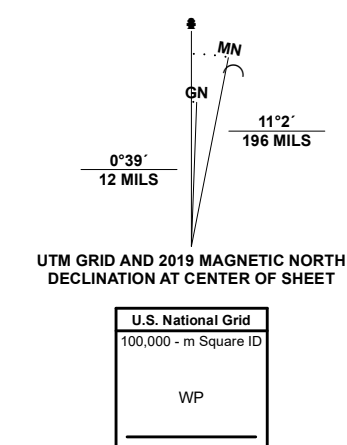 MN
GN
11°2´
196 MILS
0°39´
12 MILS
UTM GRID AND 2019 MAGNETIC NORTH
DECLINATION AT CENTER OF SHEET
U.S. National Grid
100,000 - m Square ID
WP